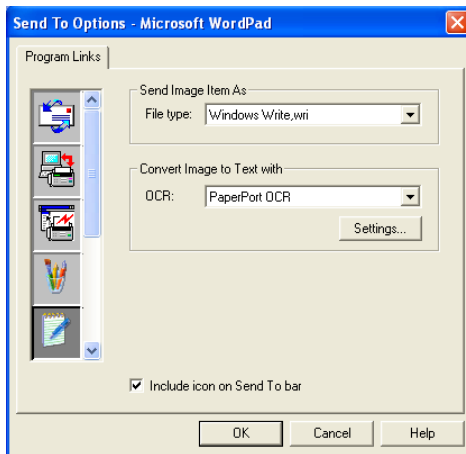 Send To Options - Microsoft WordPad
Program Links
Send Image Item As
File type: Windows Write,wri
Convert Image to Text with
OCR: PaperPort OCR
Settings...
Include icon on Send To bar
OK Cancel Help